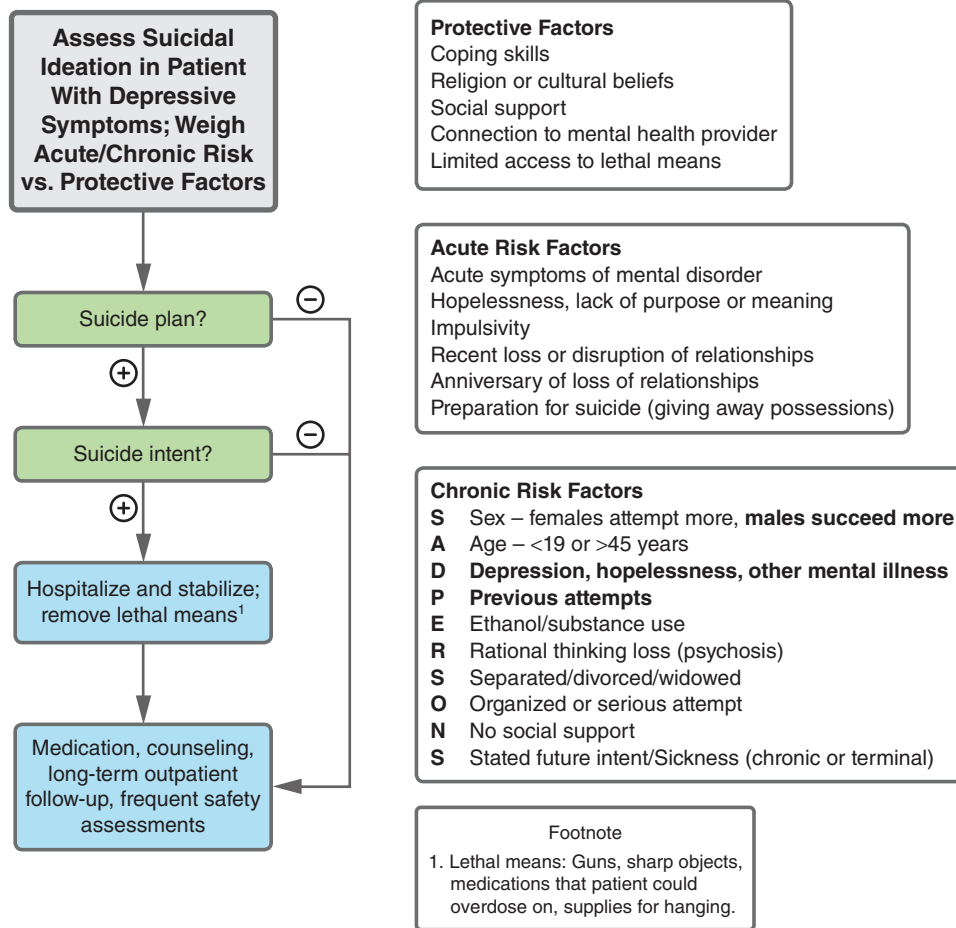 Assess Suicidal
Ideation in Patient
With Depressive
Symptoms; Weigh
Acute/Chronic Risk
vs. Protective Factors
Suicide plan?
−
+
Suicide intent?
−
+
Hospitalize and stabilize;
remove lethal means1
Medication, counseling,
long-term outpatient
follow-up, frequent safety
assessments
Protective Factors
Coping skills
Religion or cultural beliefs
Social support
Connection to mental health provider
Limited access to lethal means
Acute Risk Factors
Acute symptoms of mental disorder
Hopelessness, lack of purpose or meaning
Impulsivity
Recent loss or disruption of relationships
Anniversary of loss of relationships
Preparation for suicide (giving away possessions)
Chronic Risk Factors
S Sex – females attempt more, males succeed more
A Age – <19 or >45 years
D Depression, hopelessness, other mental illness
P Previous attempts
E Ethanol/substance use
R Rational thinking loss (psychosis)
S Separated/divorced/widowed
O Organized or serious attempt
N No social support
S Stated future intent/Sickness (chronic or terminal)
Footnote
1. Lethal means: Guns, sharp objects,
medications that patient could
overdose on, supplies for hanging.